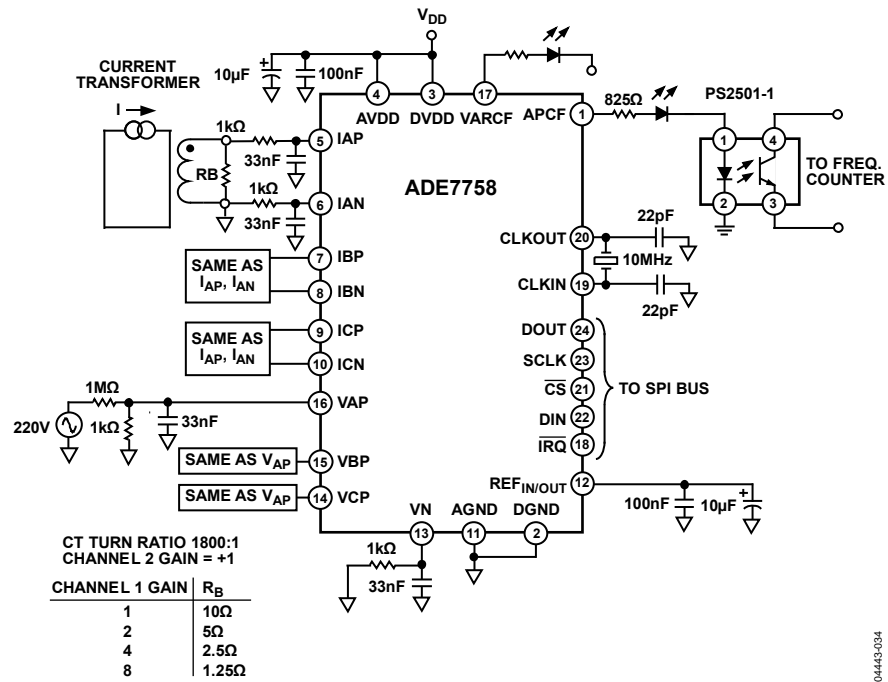 V_DD
10µF
+
100nF
CURRENT
TRANSFORMER
I
4
3
17
AVDD DVDD VARCF
APCF 1
825Ω
PS2501-1
1
4
2
3
TO FREQ.
COUNTER
1kΩ
33nF
5 IAP
RB
1kΩ
33nF
6 IAN
ADE7758
SAME AS
I_AP, I_AN
7 IBP
8 IBN
SAME AS
I_AP, I_AN
9 ICP
10 ICN
CLKOUT 20
22pF
10MHz
CLKIN 19
22pF
DOUT 24
SCLK 23
C̅S̅ 21
DIN 22
I̅R̅Q̅ 18
TO SPI BUS
220V
1MΩ
1kΩ
33nF
16 VAP
SAME AS V_AP
15 VBP
SAME AS V_AP
14 VCP
REF_IN/OUT 12
100nF
10µF
+
VN AGND DGND
13
11
2
1kΩ
33nF
CT TURN RATIO 1800:1
CHANNEL 2 GAIN = +1
CHANNEL 1 GAIN R_B
1 10Ω
2 5Ω
4 2.5Ω
8 1.25Ω
04443-034